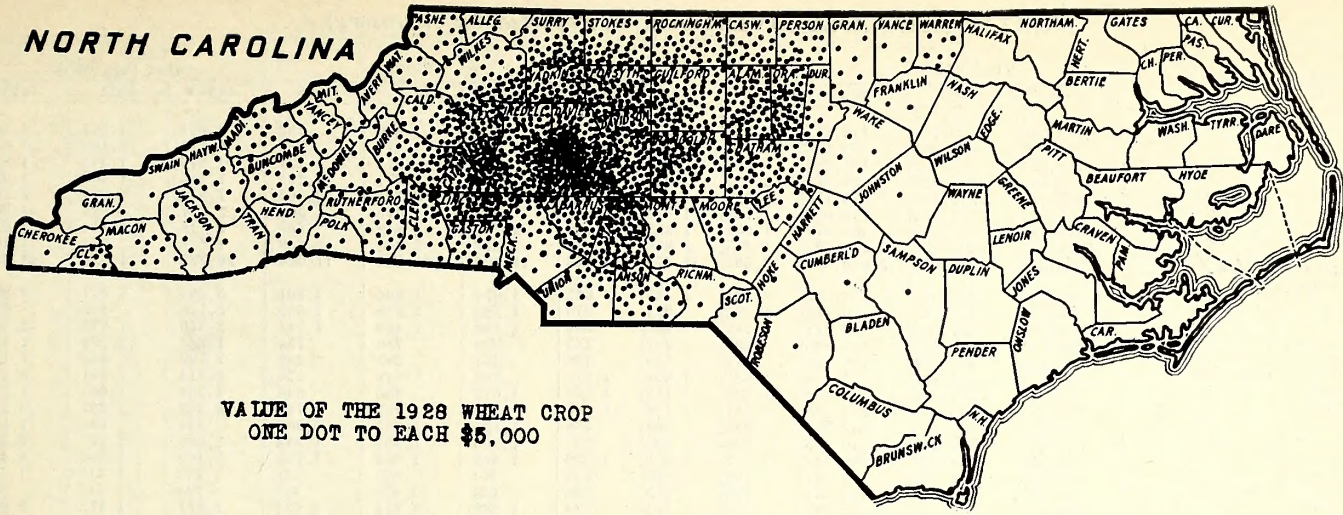 NORTH CAROLINA
ASHE
ALLEG.
SURRY
STOKES
ROCKINGH'M
CASW.
PERSON
GRAN.
VANCE
WARREN
HALIFAX
NORTHAM.
HERT.
GATES
CA.
CUR.
PAS.
PER.
CH.
WILKES
WAT.
AVERY
MIT.
YANCEY
MADI.
CALD.
BURKE
McDOWELL
BUNCOMBE
HAYW.
SWAIN
GRAN.
CHEROKEE
CL.
MACON
JACKSON
TRAN
HEND.
POLK
RUTHERFORD
CLEVE.
GASTON
MECK
CABARRUS
UNION
ANSON
RICHM.
SCOT.
HOKE
MOORE
LEE
HARNETT
CHATHAM
YADKIN
FORSYTH
GUILFORD
ALAM.
ORA.
DUR.
WAKE
FRANKLIN
NASH
EDGE.
BERTIE
MARTIN
WASH.
TYRR.
DARE
PITT
BEAUFORT
HYDE
WILSON
JOHNSTON
WAYNE
GREENE
LENOIR
CRAVEN
PAM
JONES
CAR.
ONSLOW
DUPLIN
SAMPSON
CUMBERL'D
ROBESON
BLADEN
PENDER
COLUMBUS
N.H.
BRUNSW.CK
VALUE OF THE 1928 WHEAT CROP
ONE DOT TO EACH $5,000